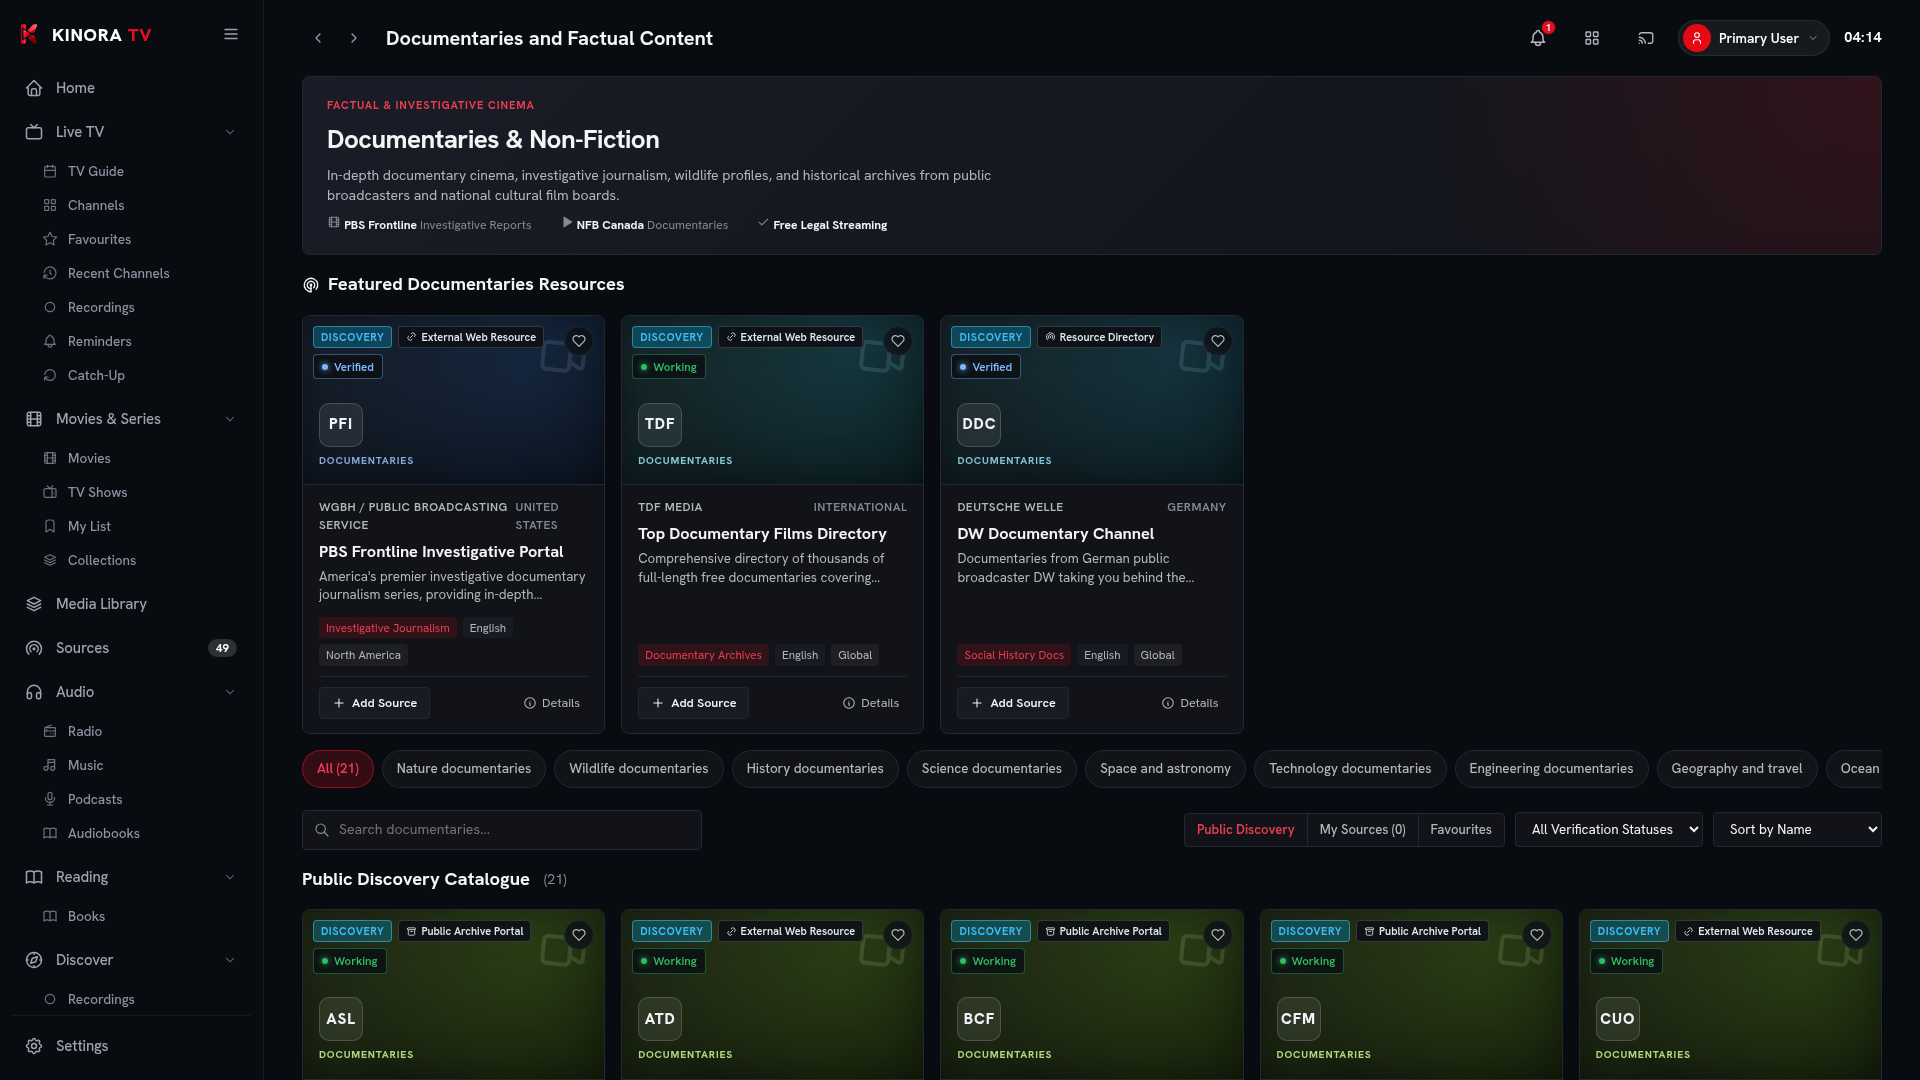 KINORA TV
Home
Live TV
TV Guide
Channels
Favourites
Recent Channels
Recordings
Reminders
Catch-Up
Movies & Series
Movies
TV Shows
My List
Collections
Media Library
Sources 49
Audio
Radio
Music
Podcasts
Audiobooks
Reading
Books
Discover
Recordings
Settings
Documentaries and Factual Content
1
Primary User
04:14
FACTUAL & INVESTIGATIVE CINEMA
Documentaries & Non-Fiction
In-depth documentary cinema, investigative journalism, wildlife profiles, and historical archives from public
broadcasters and national cultural film boards.
PBS Frontline Investigative Reports NFB Canada Documentaries Free Legal Streaming
Featured Documentaries Resources
DISCOVERY External Web Resource
Verified
PFI
DOCUMENTARIES
WGBH / PUBLIC BROADCASTING UNITED
SERVICE STATES
PBS Frontline Investigative Portal
America's premier investigative documentary
journalism series, providing in-depth...
Investigative Journalism English
North America
Add Source Details
DISCOVERY External Web Resource
Working
TDF
DOCUMENTARIES
TDF MEDIA INTERNATIONAL
Top Documentary Films Directory
Comprehensive directory of thousands of
full-length free documentaries covering...
Documentary Archives English Global
Add Source Details
DISCOVERY Resource Directory
Verified
DDC
DOCUMENTARIES
DEUTSCHE WELLE GERMANY
DW Documentary Channel
Documentaries from German public
broadcaster DW taking you behind the...
Social History Docs English Global
Add Source Details
All (21) Nature documentaries Wildlife documentaries History documentaries Science documentaries Space and astronomy Technology documentaries Engineering documentaries Geography and travel Ocean
Search documentaries...
Public Discovery My Sources (0) Favourites All Verification Statuses Sort by Name
Public Discovery Catalogue (21)
DISCOVERY Public Archive Portal
Working
ASL
DOCUMENTARIES
DISCOVERY External Web Resource
Working
ATD
DOCUMENTARIES
DISCOVERY Public Archive Portal
Working
BCF
DOCUMENTARIES
DISCOVERY Public Archive Portal
Working
CFM
DOCUMENTARIES
DISCOVERY External Web Resource
Working
CUO
DOCUMENTARIES